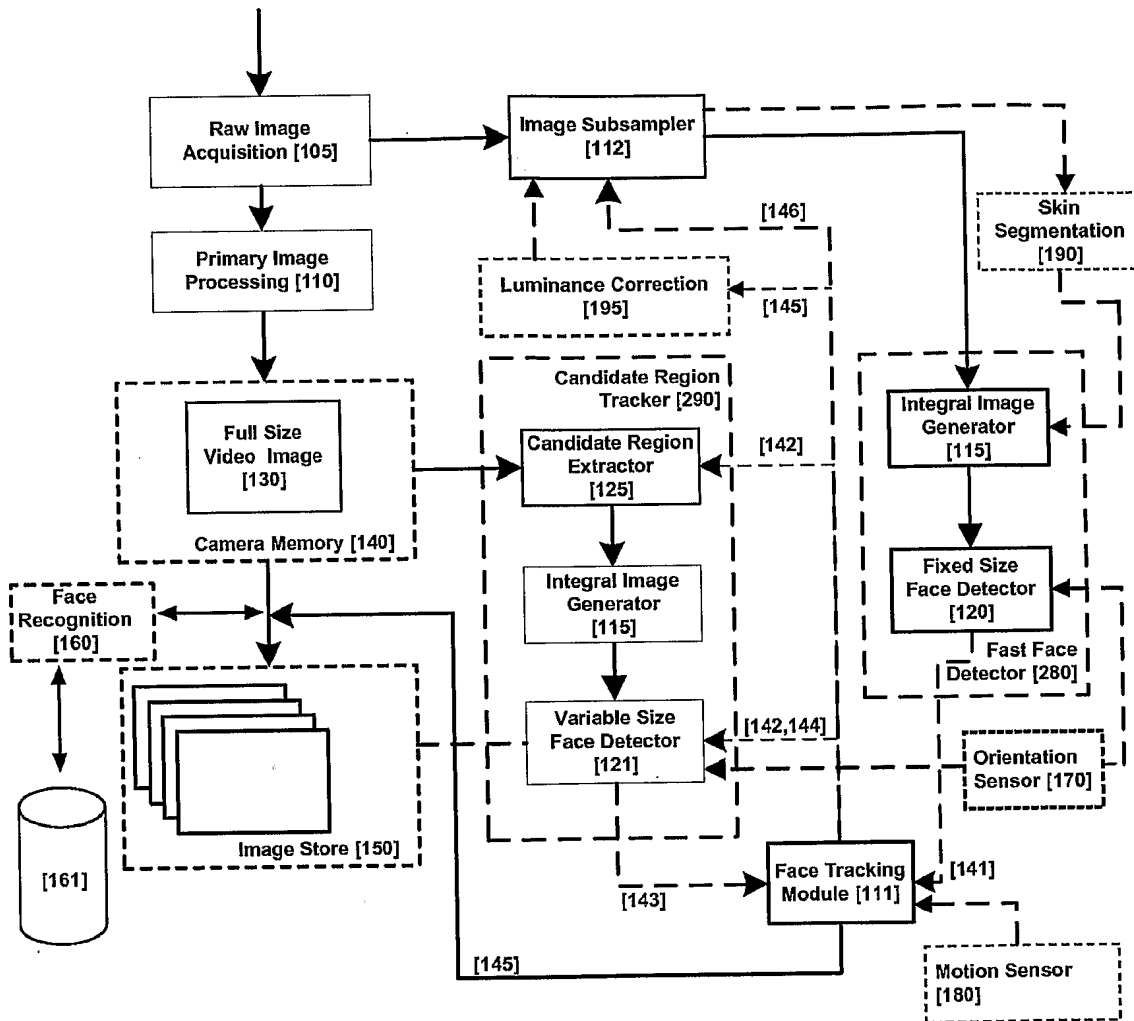 Raw Image
Acquisition [105]
Image Subsampler
[112]
Skin
Segmentation
[190]
[146]
Primary Image
Processing [110]
Luminance Correction
[195]
[145]
Candidate Region
Tracker [290]
Full Size
Video Image
[130]
Camera Memory [140]
Candidate Region
Extractor
[125]
[142]
Integral Image
Generator
[115]
Integral Image
Generator
[115]
Fixed Size
Face Detector
[120]
Fast Face
Detector [280]
Face
Recognition
[160]
Variable Size
Face Detector
[121]
[142,144]
Orientation
Sensor [170]
Image Store [150]
[161]
[143]
Face Tracking
Module [111]
[141]
[145]
Motion Sensor
[180]